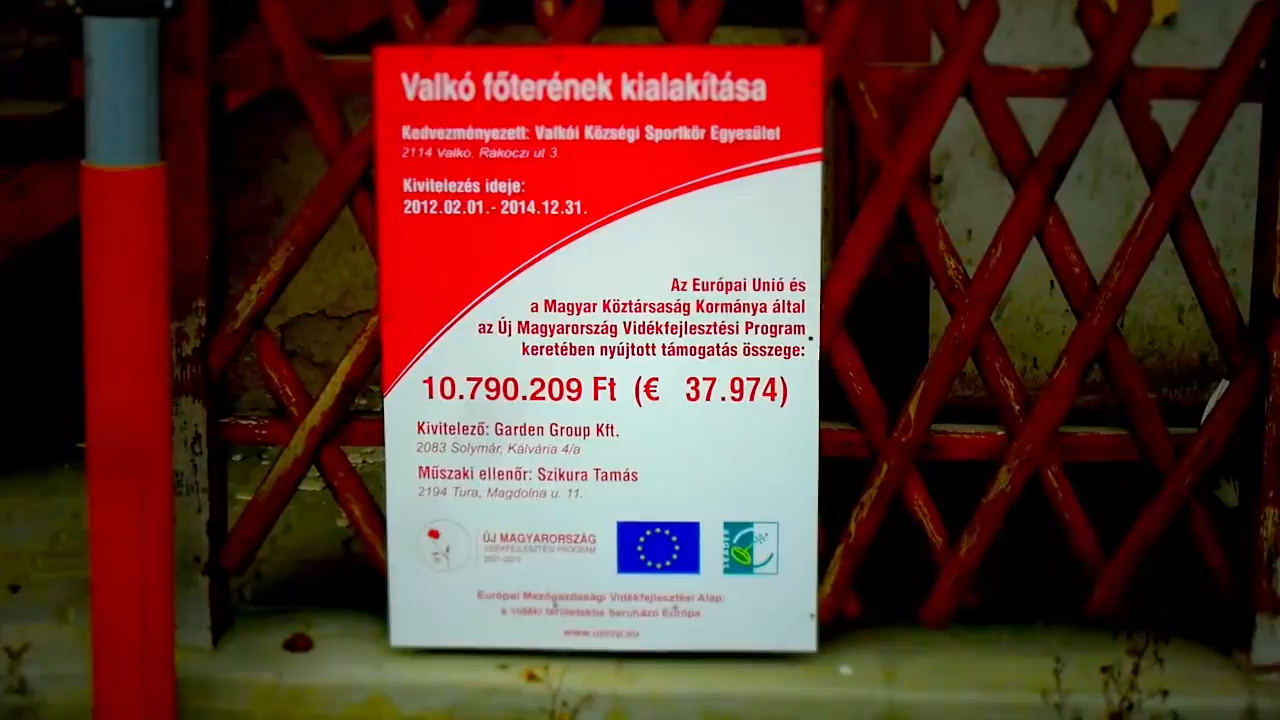 Valkó főterének kialakítása
Kedvezményezett: Valkói Községi Sportkör Egyesület
2114 Valkó, Rákóczi út 3.
Kivitelezés ideje:
2012.02.01.- 2014.12.31.
Az Európai Unió és
a Magyar Köztársaság Kormánya által
az Új Magyarország Vidékfejlesztési Program
keretében nyújtott támogatás összege:
10.790.209 Ft (€ 37.974)
Kivitelező: Garden Group Kft.
2083 Solymár, Kálvária 4/a
Műszaki ellenőr: Szikura Tamás
2194 Tura, Magdolna u. 11.
ÚJ MAGYARORSZÁG
VIDÉKFEJLESZTÉSI PROGRAM
LEADER
Európai Mezőgazdasági Vidékfejlesztési Alap:
a vidéki területekbe beruházó Európa